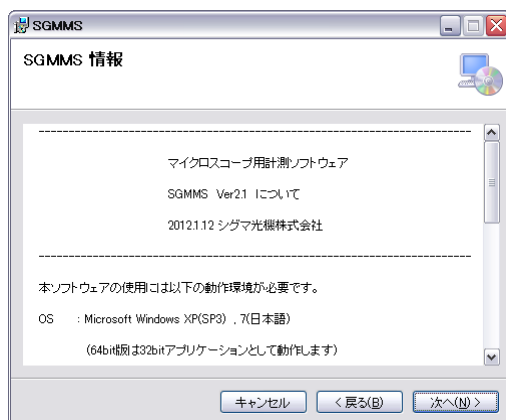 SGMMS
SGMMS 情報
--------------------------------------------------------------------------------
マイクロスコープ用計測ソフトウェア
SGMMS Ver2.1 について
2012.1.12 シグマ光機株式会社
--------------------------------------------------------------------------------
本ソフトウェアの使用には以下の動作環境が必要です。
OS : Microsoft Windows XP(SP3) , 7(日本語)
(64bit版は32bitアプリケーションとして動作します)
キャンセル < 戻る(B) 次へ(N) >